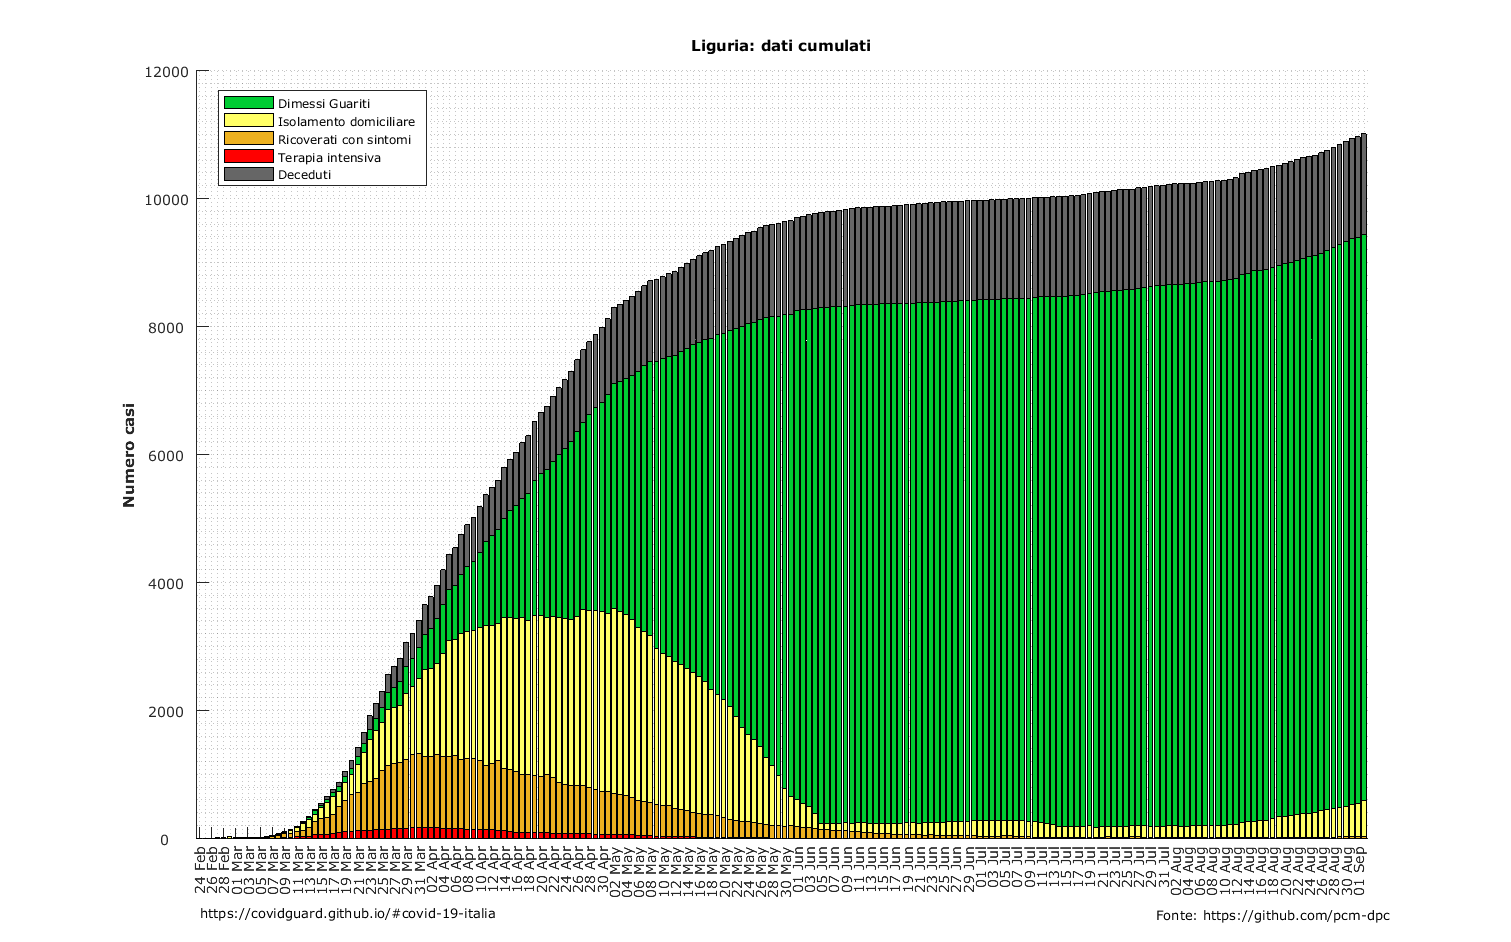 Liguria: dati cumulati
12000
10000
8000
6000
4000
2000
0
Numero casi
Dimessi Guariti
Isolamento domiciliare
Ricoverati con sintomi
Terapia intensiva
Deceduti
24 Feb
26 Feb
28 Feb
01 Mar
03 Mar
05 Mar
07 Mar
09 Mar
11 Mar
13 Mar
15 Mar
17 Mar
19 Mar
21 Mar
23 Mar
25 Mar
27 Mar
29 Mar
31 Mar
02 Apr
04 Apr
06 Apr
08 Apr
10 Apr
12 Apr
14 Apr
16 Apr
18 Apr
20 Apr
22 Apr
24 Apr
26 Apr
28 Apr
30 Apr
02 May
04 May
06 May
08 May
10 May
12 May
14 May
16 May
18 May
20 May
22 May
24 May
26 May
28 May
30 May
01 Jun
03 Jun
05 Jun
07 Jun
09 Jun
11 Jun
13 Jun
15 Jun
17 Jun
19 Jun
21 Jun
23 Jun
25 Jun
27 Jun
29 Jun
01 Jul
03 Jul
05 Jul
07 Jul
09 Jul
11 Jul
13 Jul
15 Jul
17 Jul
19 Jul
21 Jul
23 Jul
25 Jul
27 Jul
29 Jul
31 Jul
02 Aug
04 Aug
06 Aug
08 Aug
10 Aug
12 Aug
14 Aug
16 Aug
18 Aug
20 Aug
22 Aug
24 Aug
26 Aug
28 Aug
30 Aug
01 Sep
https://covidguard.github.io/#covid-19-italia
Fonte: https://github.com/pcm-dpc